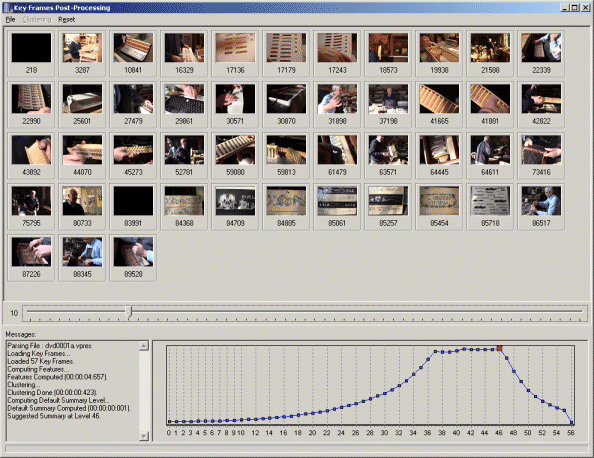 Key Frames Post-Processing
File Clustering Reset
218 3287 10841 16329 17136 17179 17243 18573 19938 21588 22339
22990 25601 27479 29861 30571 30870 31898 37198 41665 41881 42822
43892 44070 45273 52781 59080 59813 61479 63571 64445 64611 73416
75795 80733 83991 84368 84709 84885 85061 85257 85454 85718 86517
87226 88345 89528
10
Messages:
Parsing File : dvd0001a.vpres
Loading Key Frames...
Loaded 57 Key Frames.
Computing Features...
Features Computed (00:00:04:657).
Clustering...
Clustering Done (00:00:00:423).
Computing Default Summary Level...
Default Summary Computed (00:00:00:001).
Suggested Summary at Level 46.
0 1 2 3 4 5 6 7 8 9 10 12 14 16 18 20 22 24 26 28 30 32 34 36 38 40 42 44 46 48 50 52 54 56